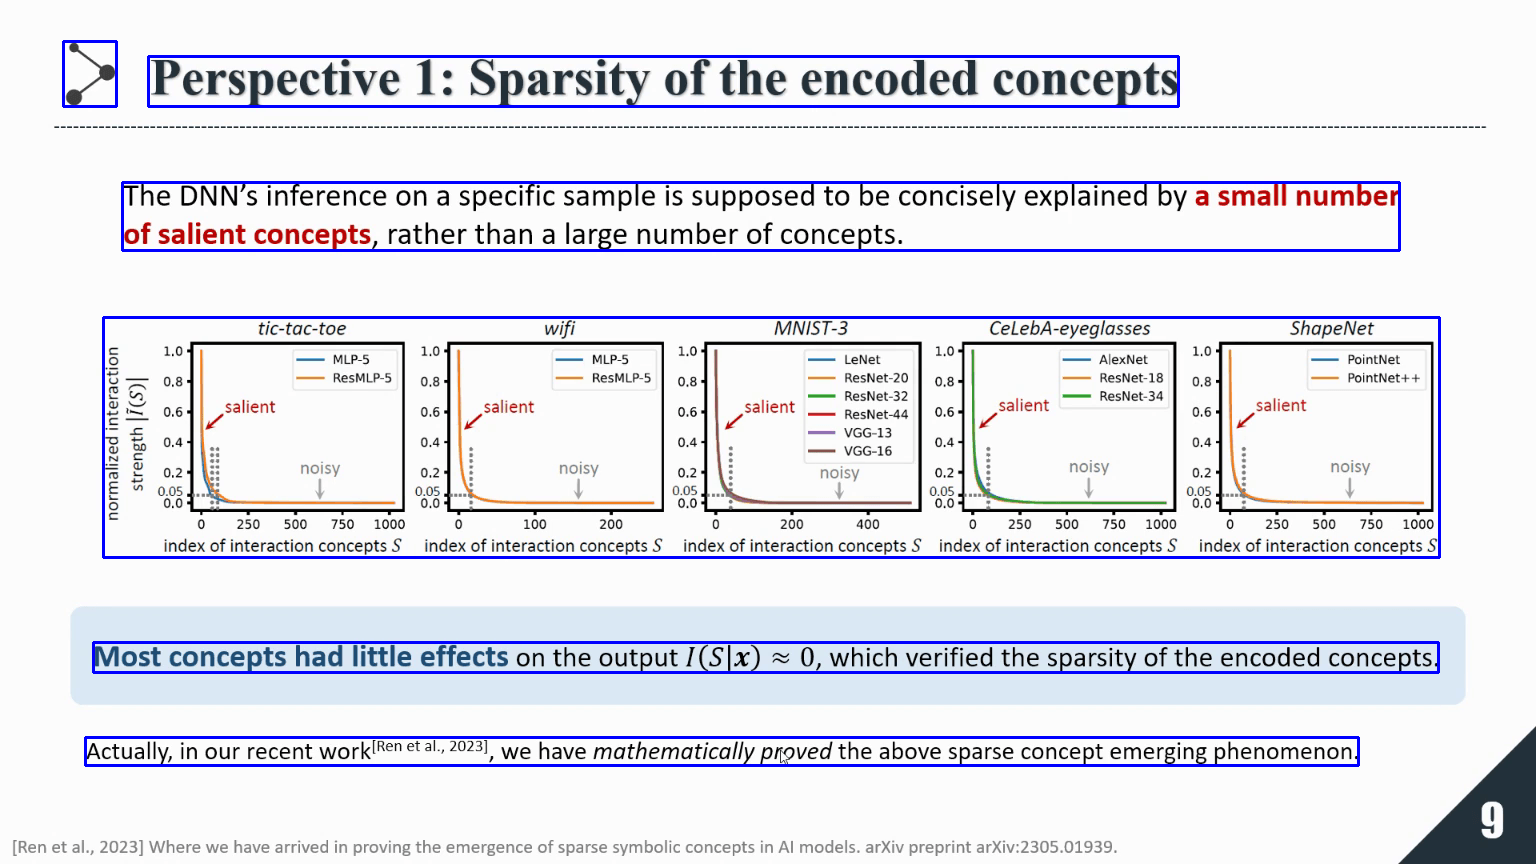 Perspective 1: Sparsity of the encoded concepts
The DNN's inference on a specific sample is supposed to be concisely explained by a small number
of salient concepts, rather than a large number of concepts.
normalized interaction
strength |Ĩ(S)|
tic-tac-toe
1.0
0.8
0.6
0.4
0.2
0.05
0.0
MLP-5
ResMLP-5
salient
noisy
0 250 500 750 1000
index of interaction concepts S
wifi
1.0
0.8
0.6
0.4
0.2
0.05
0.0
MLP-5
ResMLP-5
salient
noisy
0 100 200
index of interaction concepts S
MNIST-3
1.0
0.8
0.6
0.4
0.2
0.05
0.0
LeNet
ResNet-20
ResNet-32
ResNet-44
VGG-13
VGG-16
salient
noisy
0 200 400
index of interaction concepts S
CeLebA-eyeglasses
1.0
0.8
0.6
0.4
0.2
0.05
0.0
AlexNet
ResNet-18
ResNet-34
salient
noisy
0 250 500 750 1000
index of interaction concepts S
ShapeNet
1.0
0.8
0.6
0.4
0.2
0.05
0.0
PointNet
PointNet++
salient
noisy
0 250 500 750 1000
index of interaction concepts S
Most concepts had little effects on the output I(S|x) ≈ 0, which verified the sparsity of the encoded concepts.
Actually, in our recent work[Ren et al., 2023], we have mathematically proved the above sparse concept emerging phenomenon.
9
[Ren et al., 2023] Where we have arrived in proving the emergence of sparse symbolic concepts in AI models. arXiv preprint arXiv:2305.01939.